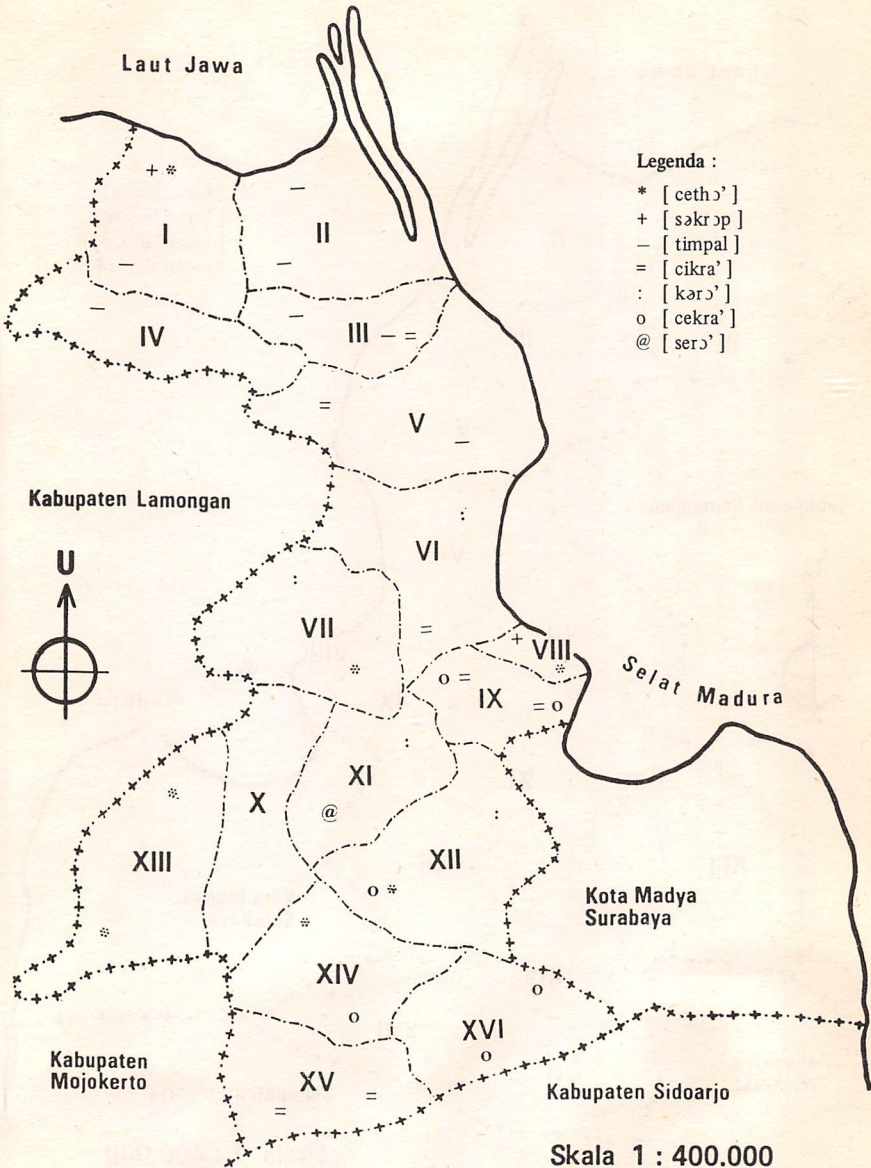 Laut Jawa
Legenda :
* [ cethɔ' ]
+ [ səkrɔp ]
– [ timpal ]
= [ cikra' ]
: [ kərɔ' ]
o [ cekra' ]
@ [ serɔ' ]
+ *
–
I
II
–
–
–
–
IV
III
– =
=
V
–
Kabupaten Lamongan
:
VI
U
:
VII
=
*
+
VIII
*
Selat Madura
o =
IX
= o
:
XI
@
X
*
XIII
*
:
XII
o *
Kota Madya
Surabaya
*
XIV
o
o
XVI
o
Kabupaten
Mojokerto
XV
=
=
Kabupaten Sidoarjo
Skala 1 : 400.000